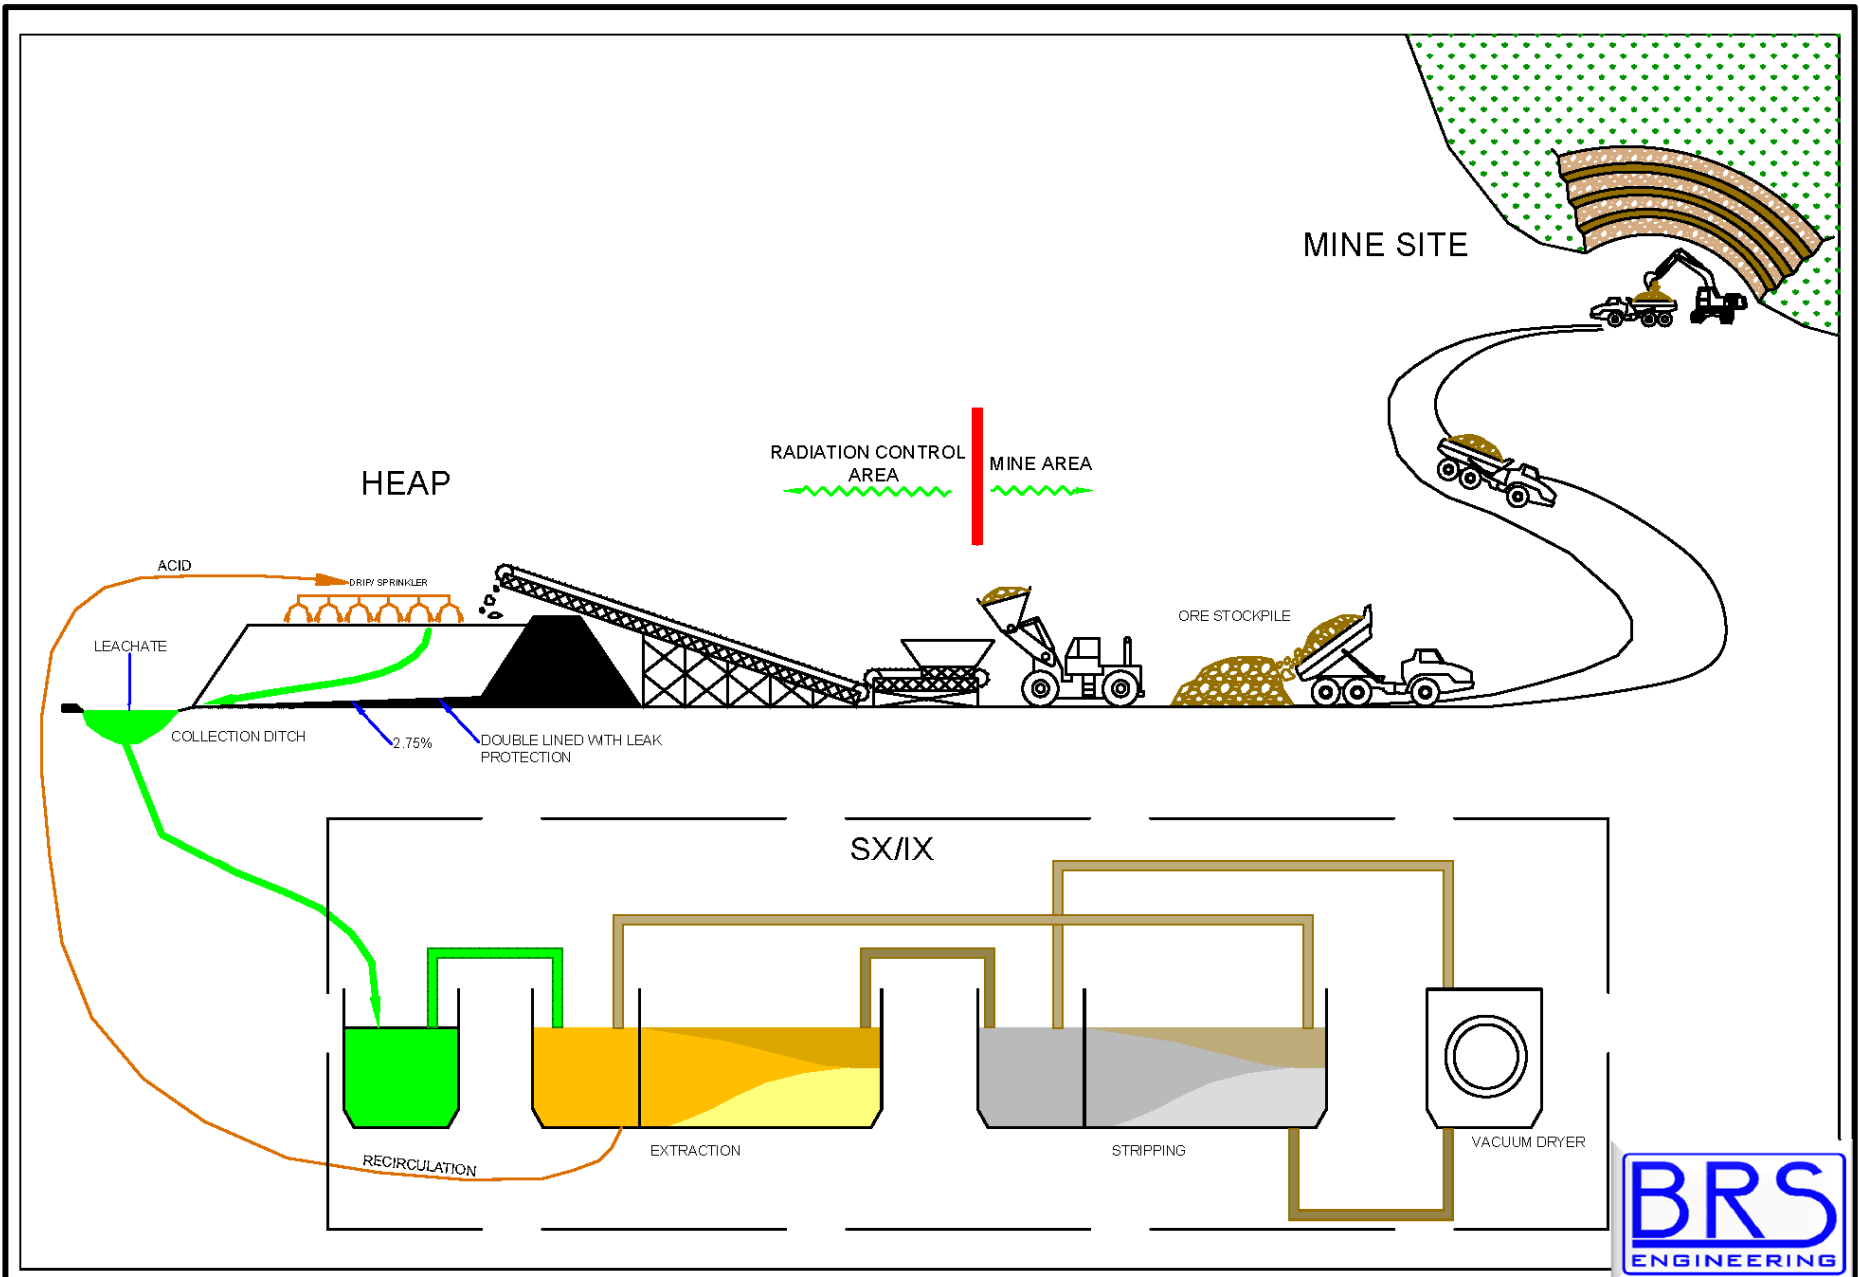 MINE SITE
RADIATION CONTROL
AREA
MINE AREA
HEAP
ACID
DRIP/ SPRINKLER
ORE STOCKPILE
LEACHATE
COLLECTION DITCH
2.75%
DOUBLE LINED WITH LEAK
PROTECTION
SX/IX
RECIRCULATION
EXTRACTION
STRIPPING
VACUUM DRYER
BRS
ENGINEERING